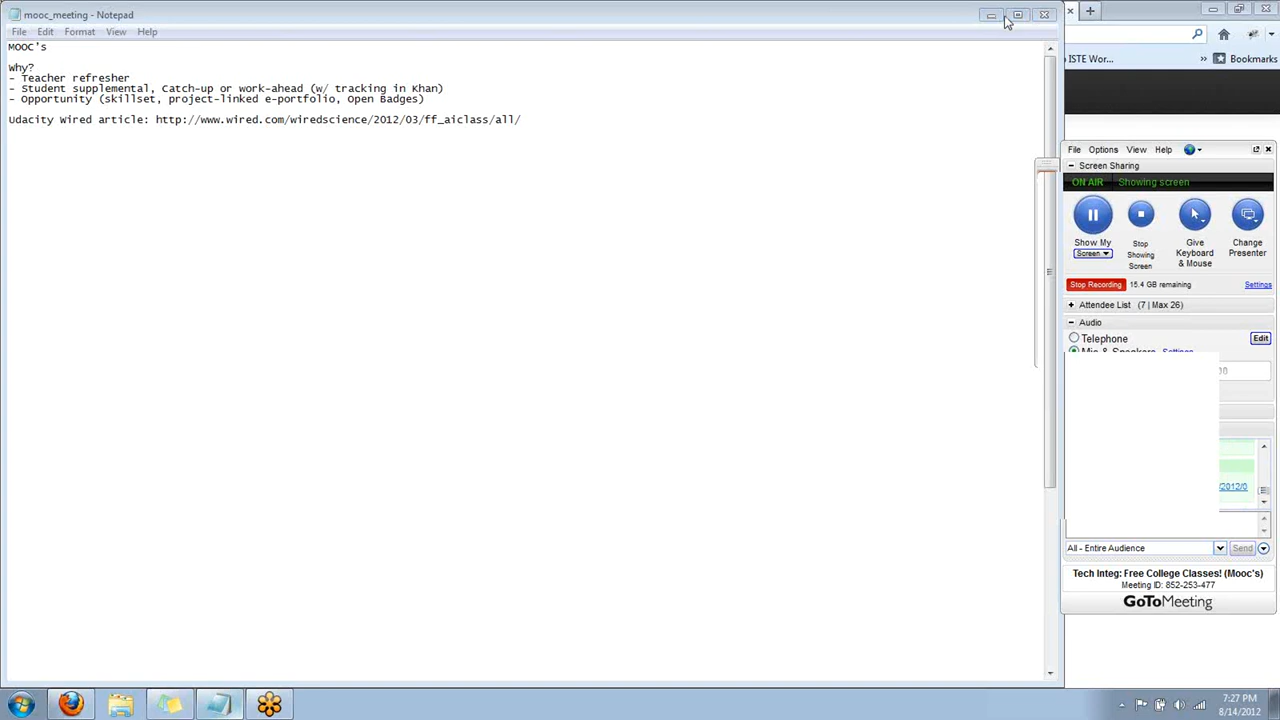 mooc_meeting - Notepad
File Edit Format View Help
MOOC's
Why?
- Teacher refresher
- Student supplemental, Catch-up or work-ahead (w/ tracking in Khan)
- Opportunity (skillset, project-linked e-portfolio, Open Badges)
Udacity Wired article: http://www.wired.com/wiredscience/2012/03/ff_aiclass/all/
ISTE Wor...
Bookmarks
File Options View Help
Screen Sharing
ON AIR Showing screen
Show My
Screen
Stop
Showing
Screen
Give
Keyboard
& Mouse
Change
Presenter
Stop Recording 15.4 GB remaining Settings
Attendee List (7 | Max 26)
Audio
Telephone Edit
Mic & Speakers Settings
/2012/0
All - Entire Audience Send
Tech Integ: Free College Classes! (Mooc's)
Meeting ID: 852-253-477
GoToMeeting
7:27 PM
8/14/2012